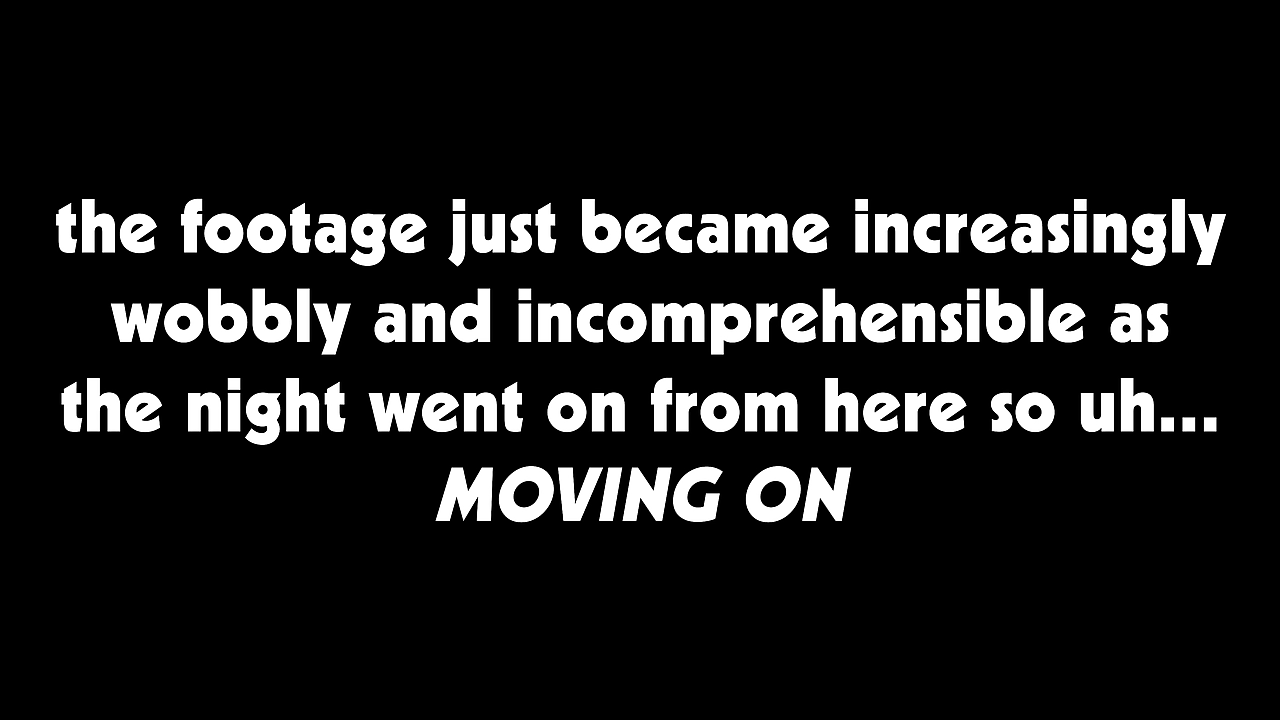 the footage just became increasingly
wobbly and incomprehensible as
the night went on from here so uh...
MOVING ON